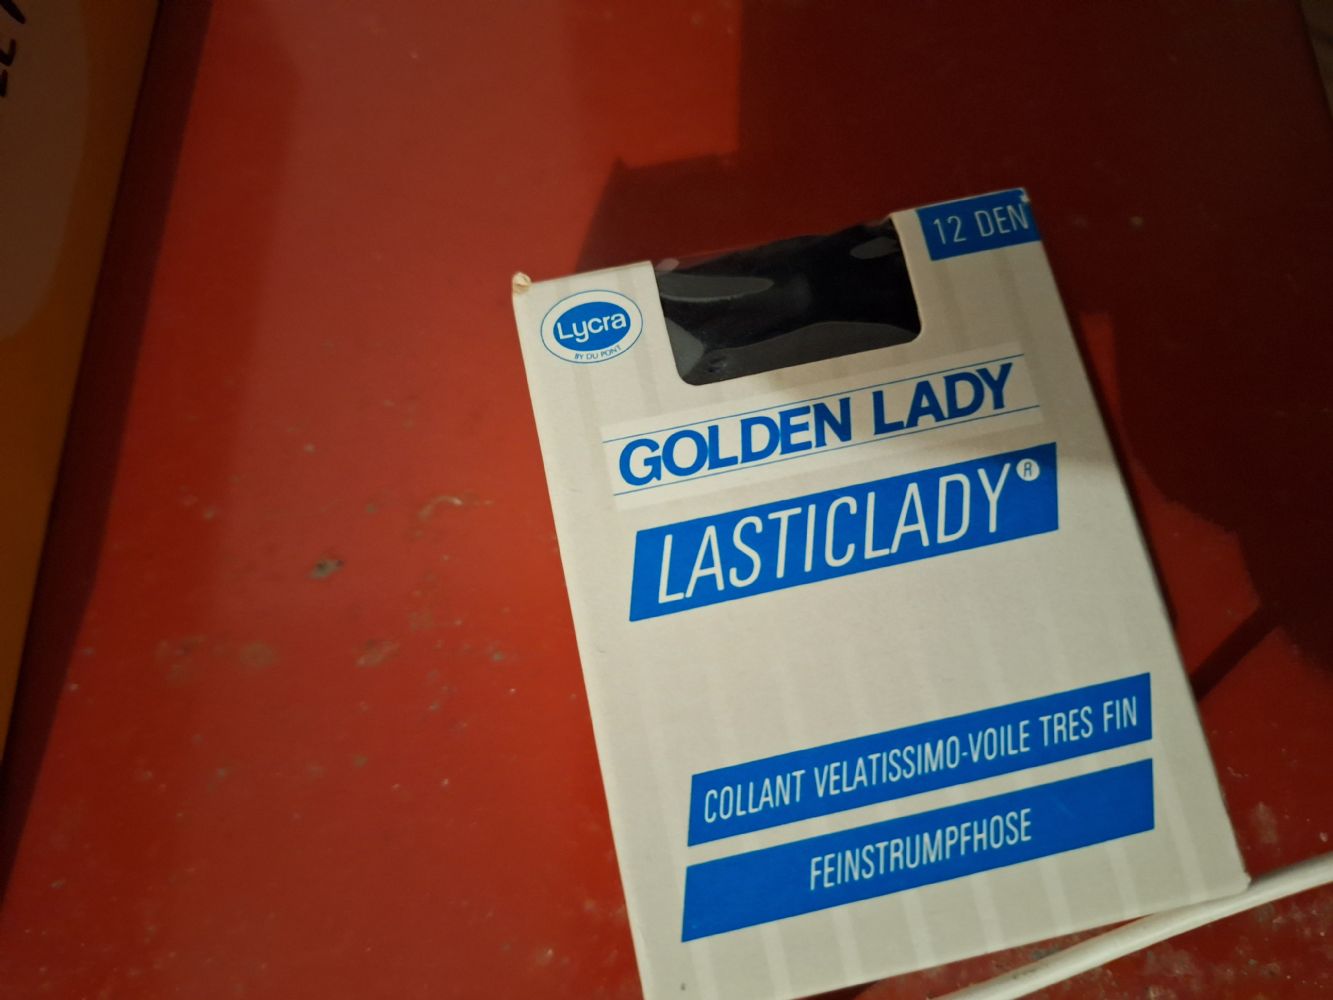 12 DEN
Lycra
BY DU PONT
GOLDEN LADY
LASTICLADY®
COLLANT VELATISSIMO-VOILE TRES FIN
FEINSTRUMPFHOSE